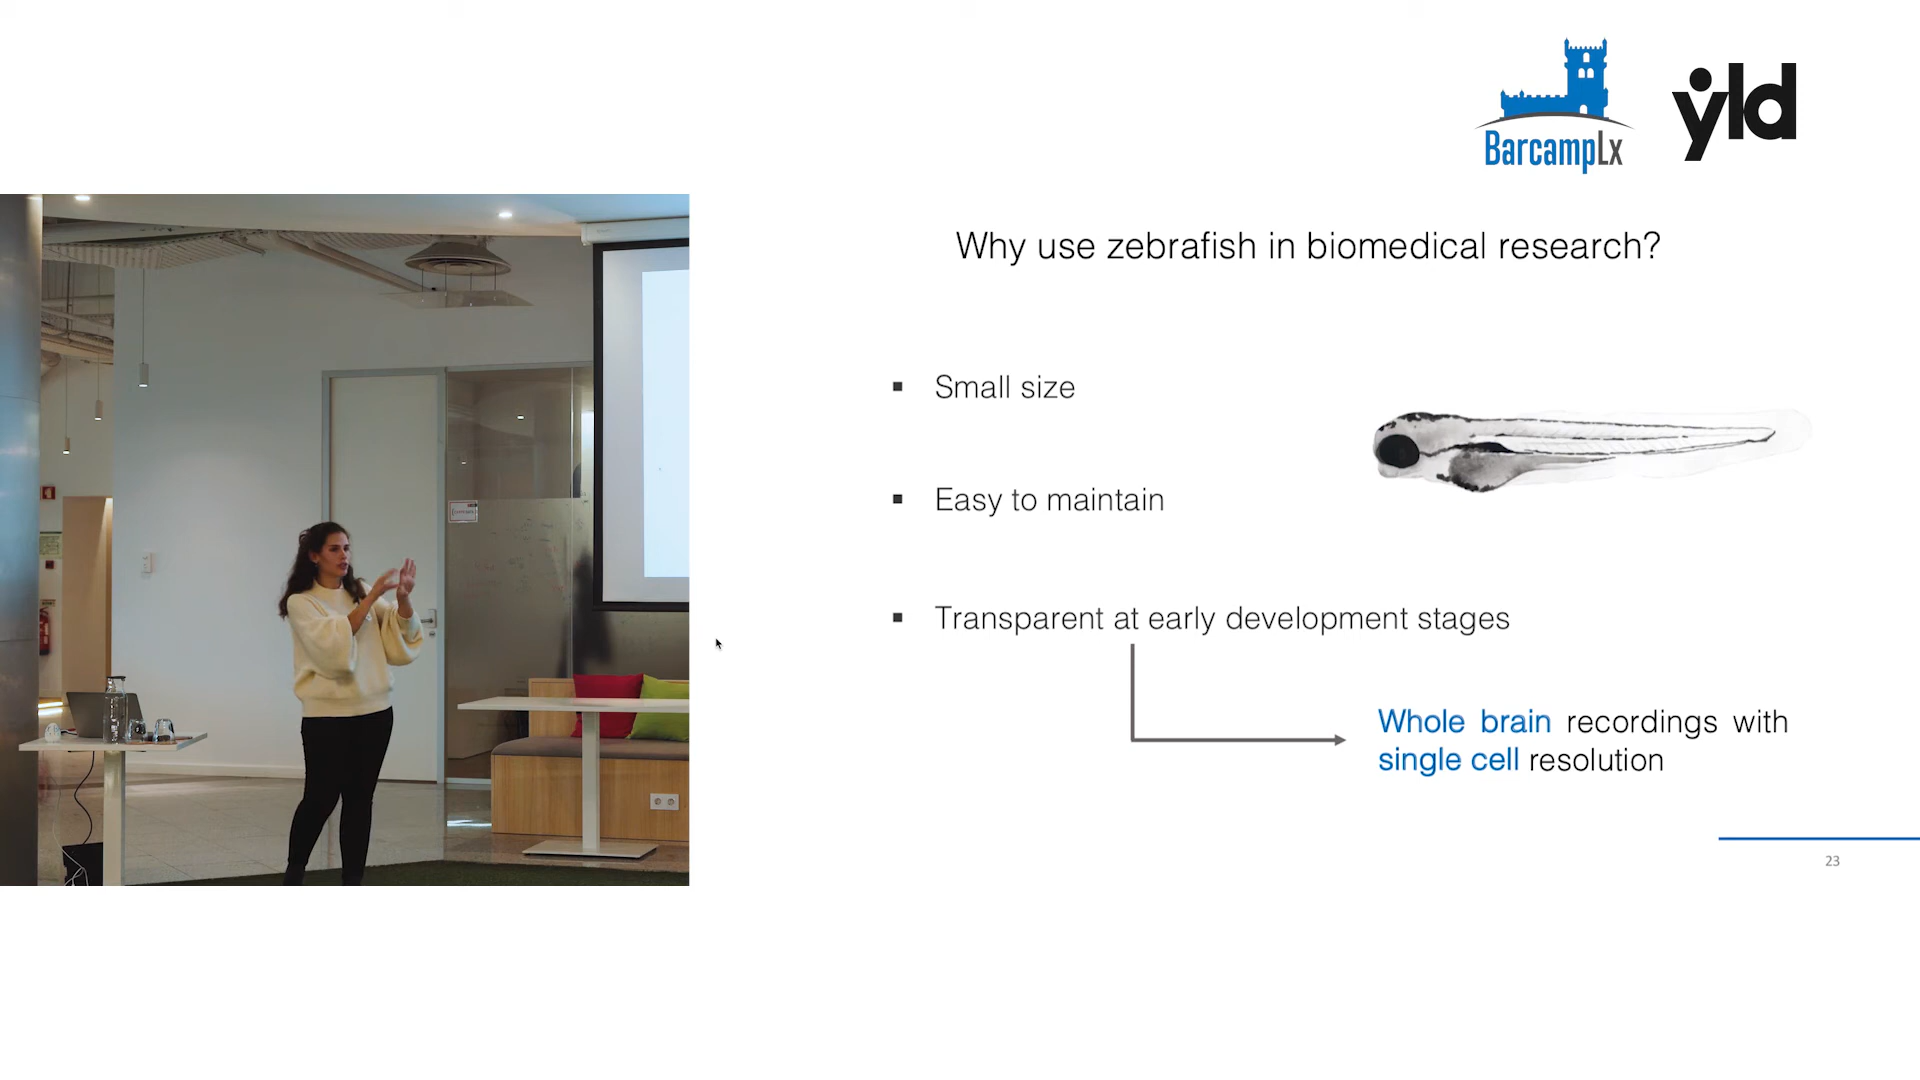 BarcampLx
yld
Why use zebrafish in biomedical research?
▪ Small size
▪ Easy to maintain
▪ Transparent at early development stages
Whole brain recordings with
single cell resolution
23